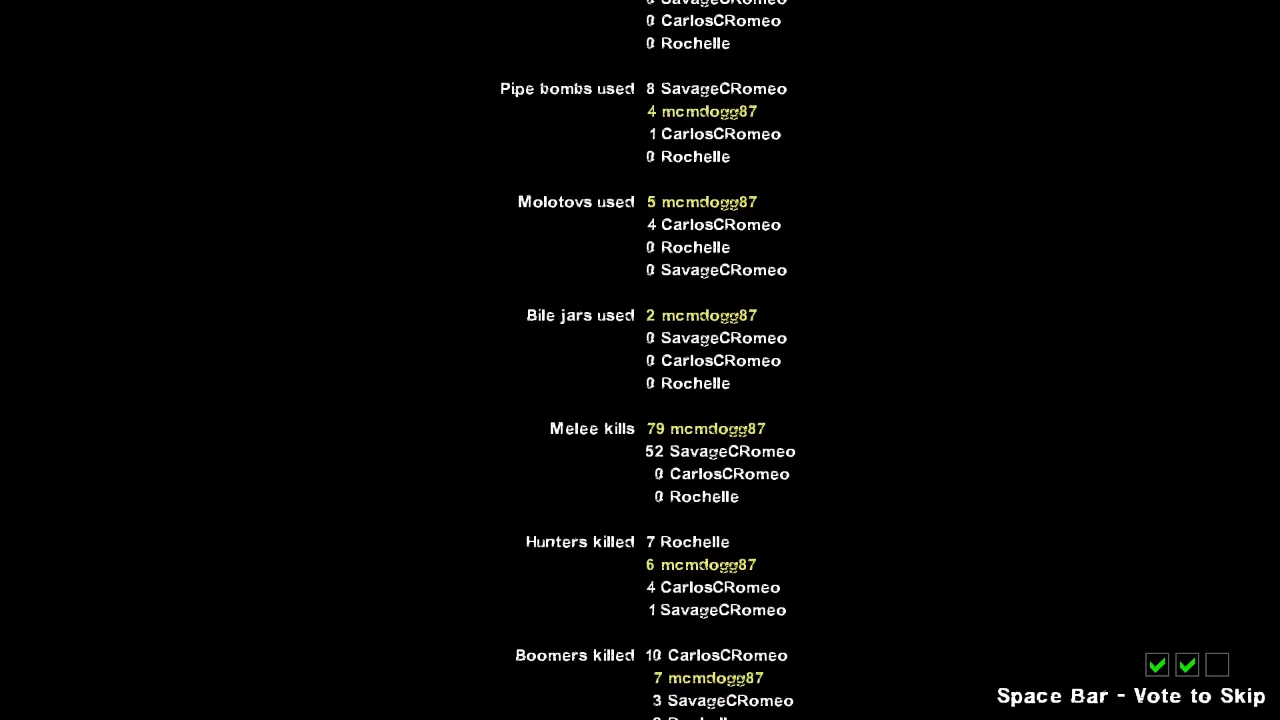 0 SavageCRomeo
0 CarlosCRomeo
0 Rochelle
Pipe bombs used 8 SavageCRomeo
4 mcmdogg87
1 CarlosCRomeo
0 Rochelle
Molotovs used 5 mcmdogg87
4 CarlosCRomeo
0 Rochelle
0 SavageCRomeo
Bile jars used 2 mcmdogg87
0 SavageCRomeo
0 CarlosCRomeo
0 Rochelle
Melee kills 79 mcmdogg87
52 SavageCRomeo
0 CarlosCRomeo
0 Rochelle
Hunters killed 7 Rochelle
6 mcmdogg87
4 CarlosCRomeo
1 SavageCRomeo
Boomers killed 10 CarlosCRomeo
7 mcmdogg87
3 SavageCRomeo
Rochelle
Space Bar - Vote to Skip